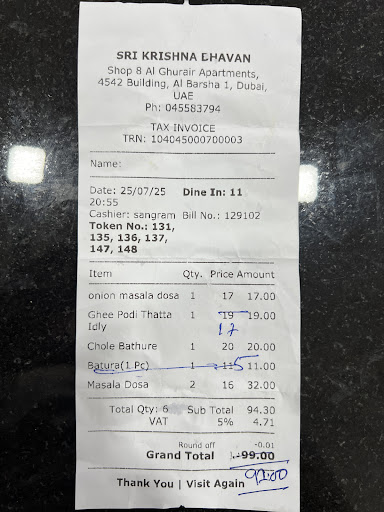 SRI KRISHNA BHAVAN
Shop 8 Al Ghurair Apartments,
4542 Building, Al Barsha 1, Dubai,
UAE
Ph: 045583794
TAX INVOICE
TRN: 104045000700003
Name:
Date: 25/07/25 Dine In: 11
20:55
Cashier: sangram Bill No.: 129102
Token No.: 131,
135, 136, 137,
147, 148
Item Qty. Price Amount
onion masala dosa 1 17 17.00
Ghee Podi Thatta 1 19 19.00
Idly 17
Chole Bathure 1 20 20.00
Batura(1 Pc) 1 11 5 11.00
Masala Dosa 2 16 32.00
Total Qty: 6 Sub Total 94.30
VAT 5% 4.71
Round off -0.01
Grand Total 99.00
92.00
Thank You | Visit Again